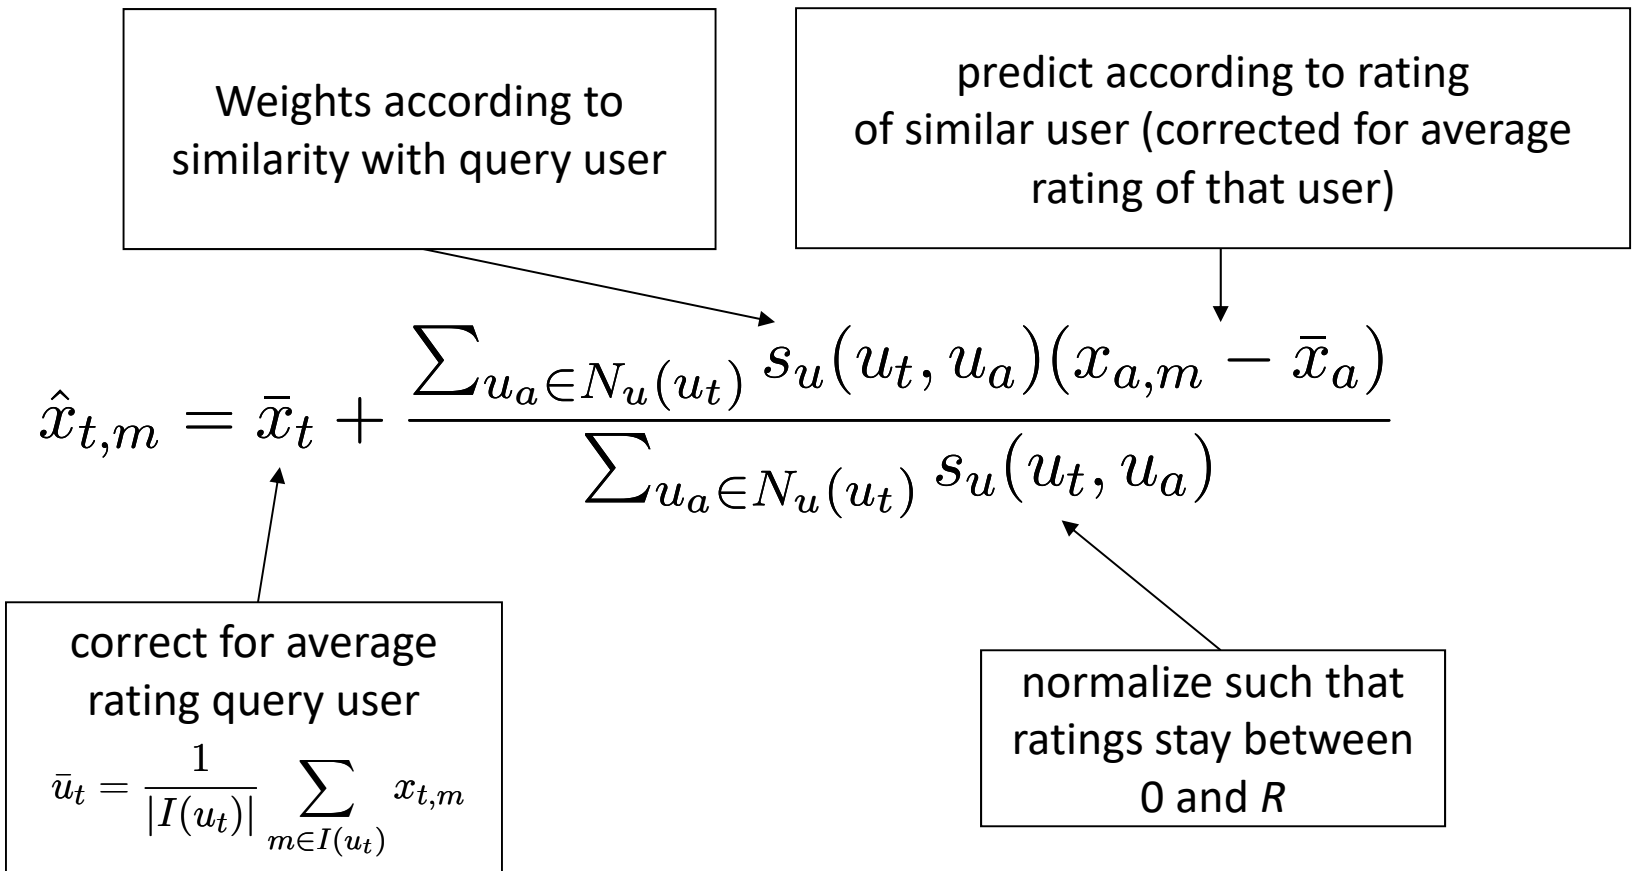 Weights according to
similarity with query user
predict according to rating
of similar user (corrected for average
rating of that user)
x̂_{t,m} = x̄_t + \frac{∑_{u_a∈N_u(u_t)} s_u(u_t, u_a)(x_{a,m} − x̄_a)}{∑_{u_a∈N_u(u_t)} s_u(u_t, u_a)}
correct for average
rating query user
ū_t = \frac{1}{|I(u_t)|} ∑_{m∈I(u_t)} x_{t,m}
normalize such that
ratings stay between
0 and R